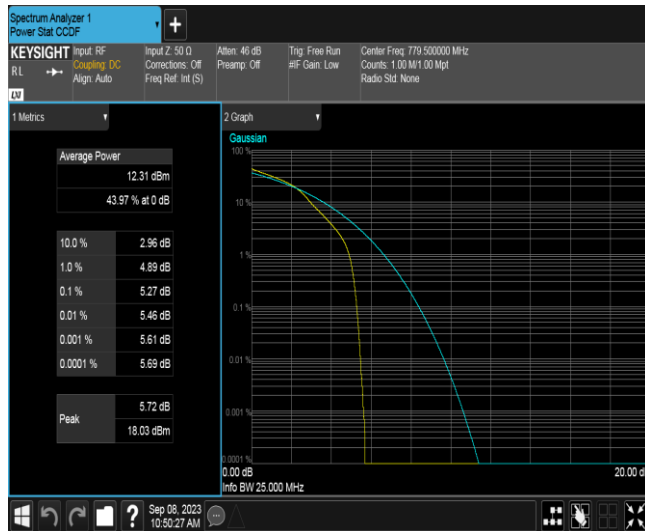 Spectrum Analyzer 1
Power Stat CCDF
+
KEYSIGHT
RL
LXI
Input: RF
Coupling: DC
Align: Auto
Input Z: 50 Ω
Corrections: Off
Freq Ref: Int (S)
Atten: 46 dB
Preamp: Off
Trig: Free Run
#IF Gain: Low
Center Freq: 779.500000 MHz
Counts: 1.00 M/1.00 Mpt
Radio Std: None
1 Metrics
Average Power
12.31 dBm
43.97 % at 0 dB
10.0 % 2.96 dB
1.0 % 4.89 dB
0.1 % 5.27 dB
0.01 % 5.46 dB
0.001 % 5.61 dB
0.0001 % 5.69 dB
Peak
5.72 dB
18.03 dBm
2 Graph
Gaussian
100 %
10 %
1 %
0.1 %
0.01 %
0.001 %
0.0001 %
0.00 dB
20.00 d
Info BW 25.000 MHz
?
Sep 08, 2023
10:50:27 AM